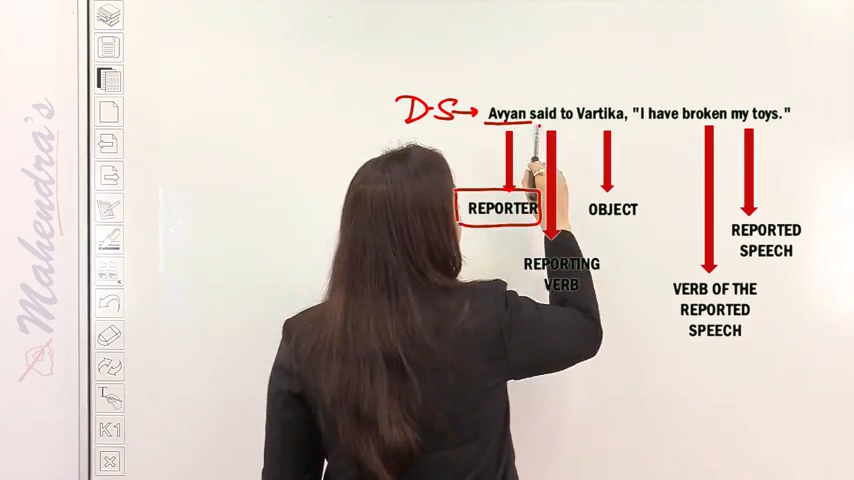 Mahendra's
D·S→ Avyan said to Vartika, "I have broken my toys."
REPORTER
OBJECT
REPORTING
VERB
REPORTED
SPEECH
VERB OF THE
REPORTED
SPEECH
T
K1